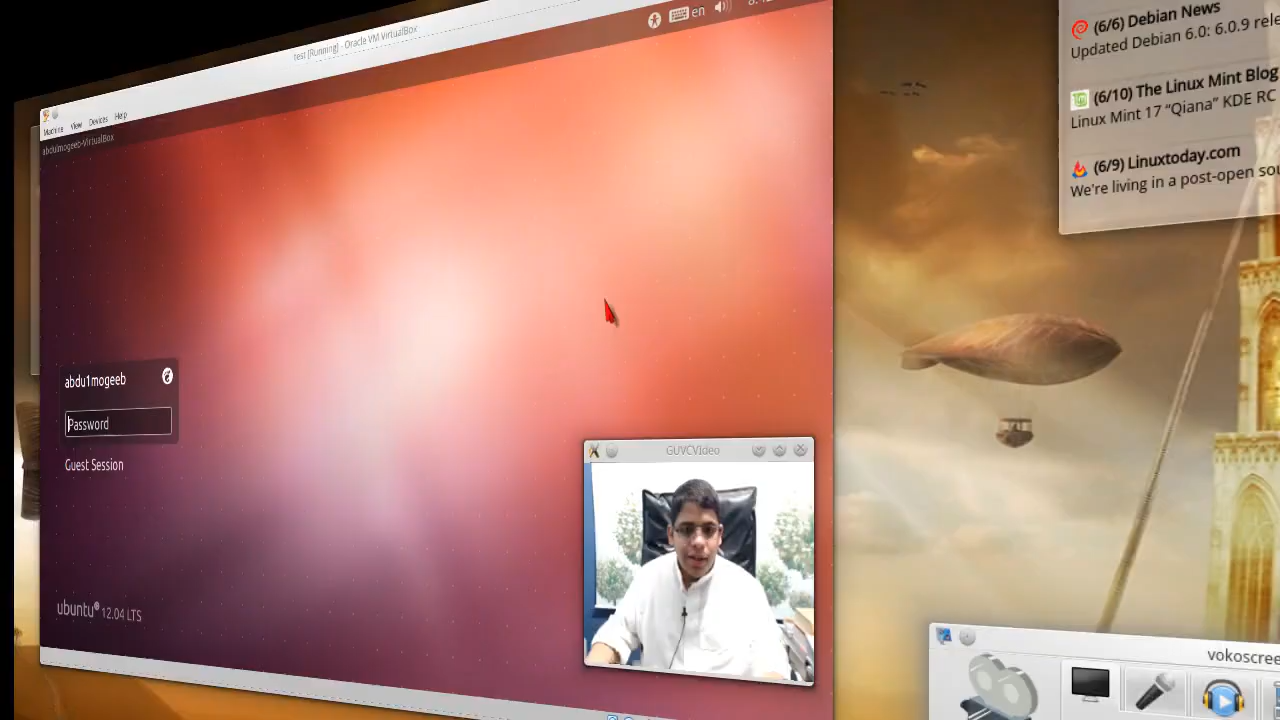 test [Running] - Oracle VM VirtualBox
Machine View Devices Help
abdulmogeeb-VirtualBox
en
abdu1mogeeb
Password
Guest Session
ubuntu® 12.04 LTS
GUVCVideo
(6/6) Debian News
Updated Debian 6.0: 6.0.9 rele
(6/10) The Linux Mint Blog
Linux Mint 17 “Qiana” KDE RC
(6/9) Linuxtoday.com
We're living in a post-open sou
vokoscree